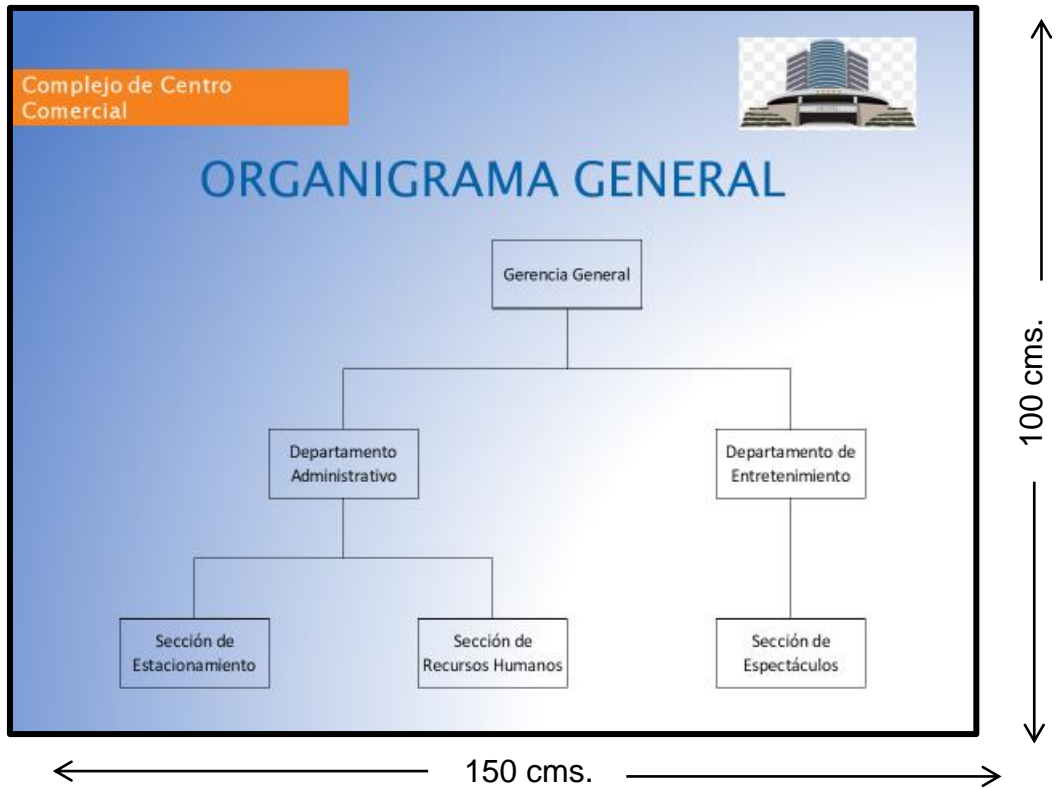 Complejo de Centro
Comercial
ORGANIGRAMA GENERAL
Gerencia General
Departamento
Administrativo
Departamento de
Entretenimiento
Sección de
Estacionamiento
Sección de
Recursos Humanos
Sección de
Espectáculos
100 cms.
150 cms.